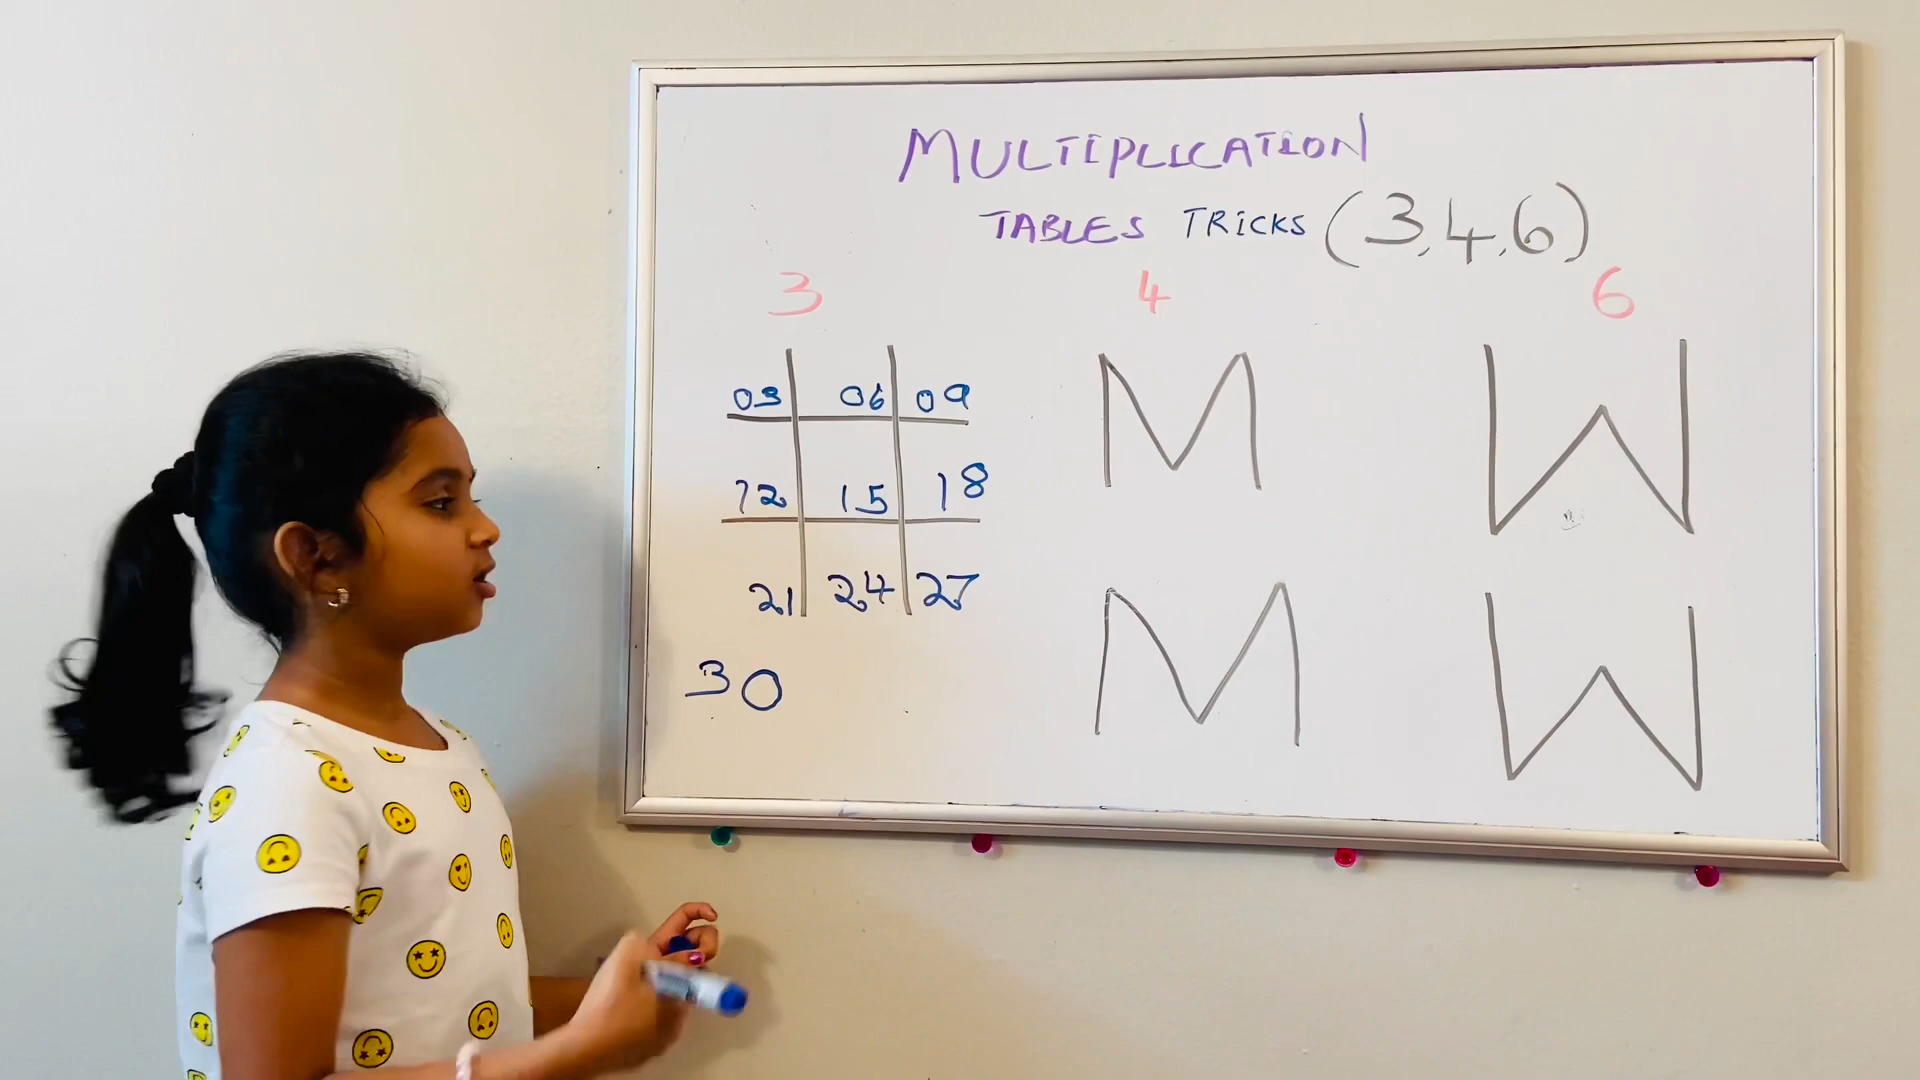 MULTIPLICATION
TABLES TRICKS (3,4,6)
3 4 6
03 06 09
12 15 18
21 24 27
30
M W
M W